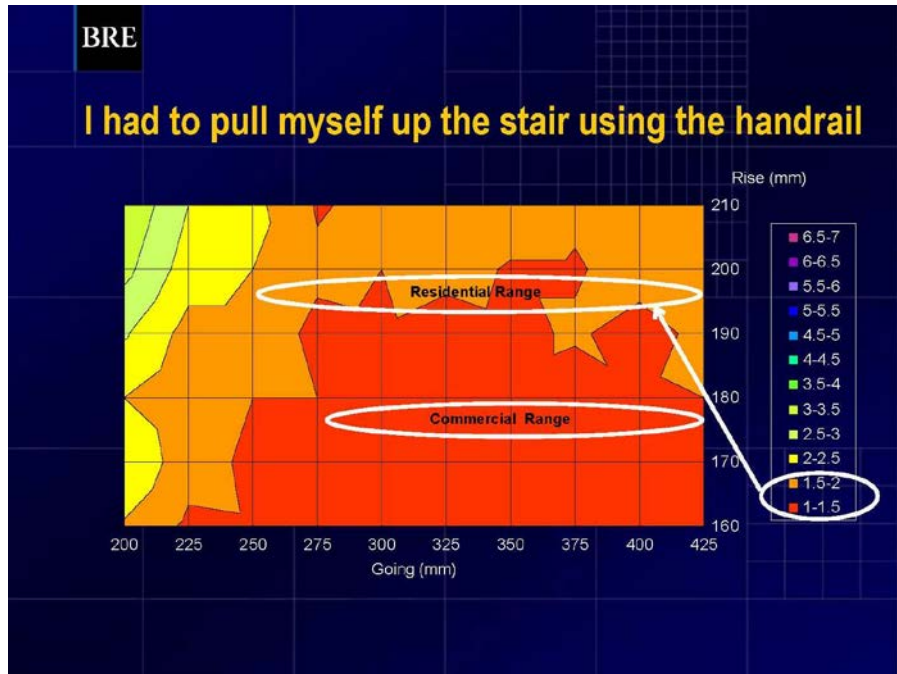 BRE
I had to pull myself up the stair using the handrail
Rise (mm)
210
200
190
180
170
160
Residential Range
Commercial Range
6.5-7
6-6.5
5.5-6
5-5.5
4.5-5
4-4.5
3.5-4
3-3.5
2.5-3
2-2.5
1.5-2
1-1.5
200 225 250 275 300 325 350 375 400 425
Going (mm)